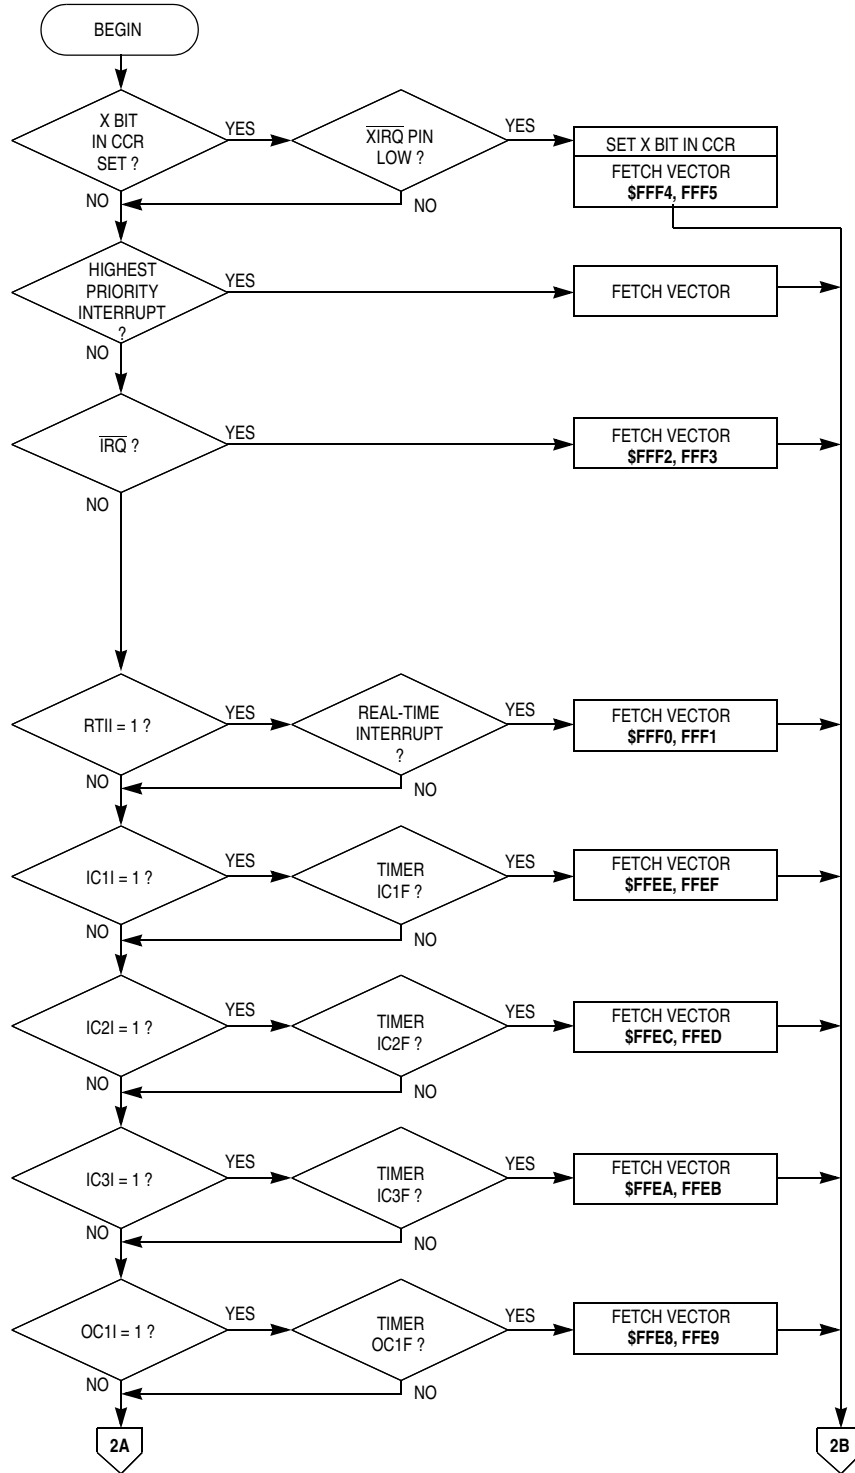 BEGIN
X BIT
IN CCR
SET ?
YES
XIRQ PIN
LOW ?
YES
SET X BIT IN CCR
FETCH VECTOR
$FFF4, FFF5
NO
NO
HIGHEST
PRIORITY
INTERRUPT
?
YES
FETCH VECTOR
NO
IRQ ?
YES
FETCH VECTOR
$FFF2, FFF3
NO
RTII = 1 ?
YES
REAL-TIME
INTERRUPT
?
YES
FETCH VECTOR
$FFF0, FFF1
NO
NO
IC1I = 1 ?
YES
TIMER
IC1F ?
YES
FETCH VECTOR
$FFEE, FFEF
NO
NO
IC2I = 1 ?
YES
TIMER
IC2F ?
YES
FETCH VECTOR
$FFEC, FFED
NO
NO
IC3I = 1 ?
YES
TIMER
IC3F ?
YES
FETCH VECTOR
$FFEA, FFEB
NO
NO
OC1I = 1 ?
YES
TIMER
OC1F ?
YES
FETCH VECTOR
$FFE8, FFE9
NO
NO
2A
2B